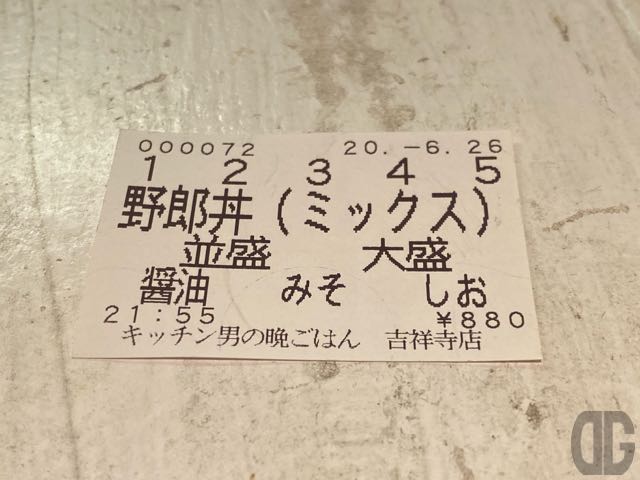 000072 20.-6.26
1 2 3 4 5
野郎丼(ミックス)
並盛 大盛
醤油 みそ しお
21:55 ¥880
キッチン男の晩ごはん 吉祥寺店
DG